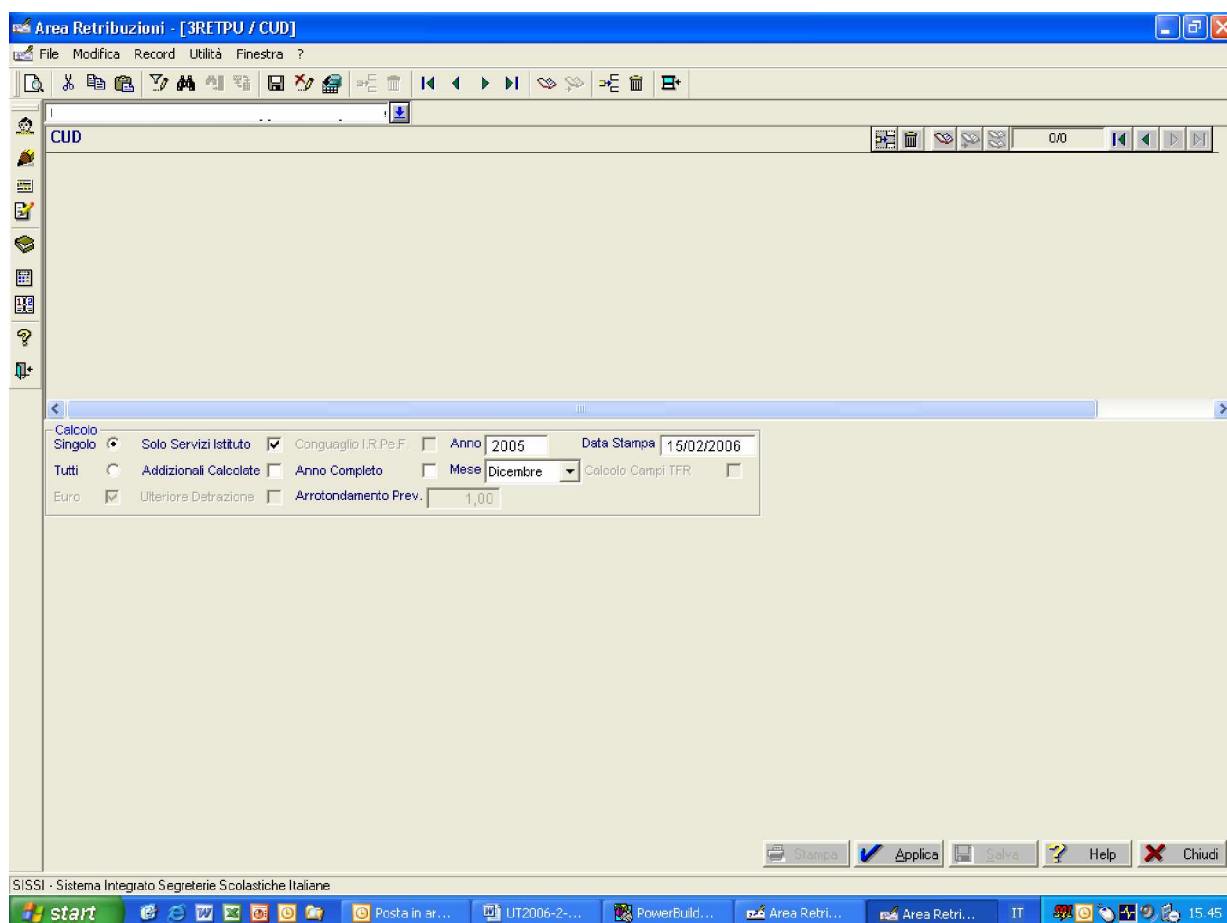 Area Retribuzioni - [3RETPU / CUD]
File Modifica Record Utilità Finestra ?
CUD
0/0
Calcolo
Singolo Solo Servizi Istituto Conguaglio I.R.Pe.F. Anno 2005 Data Stampa 15/02/2006
Tutti Addizionali Calcolate Anno Completo Mese Dicembre Calcolo Campi TFR
Euro Ulteriore Detrazione Arrotondamento Prev. 1,00
Stampa Applica Salva Help Chiudi
SISSI - Sistema Integrato Segreterie Scolastiche Italiane
start Posta in ar... UT2006-2-... PowerBuild... Area Retri... Area Retri... IT 15.45